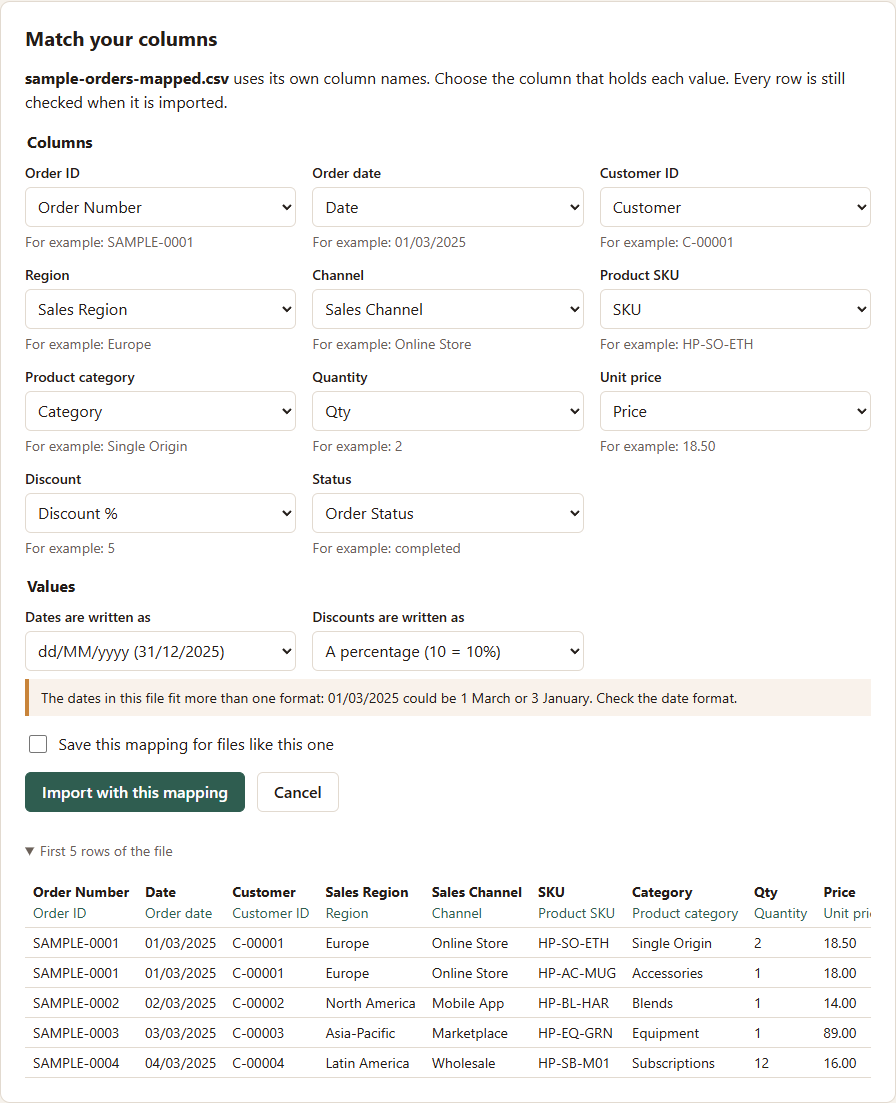 Match your columns
sample-orders-mapped.csv uses its own column names. Choose the column that holds each value. Every row is still
checked when it is imported.
Columns
Order ID Order date Customer ID
Order Number Date Customer
For example: SAMPLE-0001 For example: 01/03/2025 For example: C-00001
Region Channel Product SKU
Sales Region Sales Channel SKU
For example: Europe For example: Online Store For example: HP-SO-ETH
Product category Quantity Unit price
Category Qty Price
For example: Single Origin For example: 2 For example: 18.50
Discount Status
Discount % Order Status
For example: 5 For example: completed
Values
Dates are written as Discounts are written as
dd/MM/yyyy (31/12/2025) A percentage (10 = 10%)
The dates in this file fit more than one format: 01/03/2025 could be 1 March or 3 January. Check the date format.
Save this mapping for files like this one
Import with this mapping Cancel
▼ First 5 rows of the file
Order Number Date Customer Sales Region Sales Channel SKU Category Qty Price
Order ID Order date Customer ID Region Channel Product SKU Product category Quantity Unit
SAMPLE-0001 01/03/2025 C-00001 Europe Online Store HP-SO-ETH Single Origin 2 18.50
SAMPLE-0001 01/03/2025 C-00001 Europe Online Store HP-AC-MUG Accessories 1 18.00
SAMPLE-0002 02/03/2025 C-00002 North America Mobile App HP-BL-HAR Blends 1 14.00
SAMPLE-0003 03/03/2025 C-00003 Asia-Pacific Marketplace HP-EQ-GRN Equipment 1 89.00
SAMPLE-0004 04/03/2025 C-00004 Latin America Wholesale HP-SB-M01 Subscriptions 12 16.00